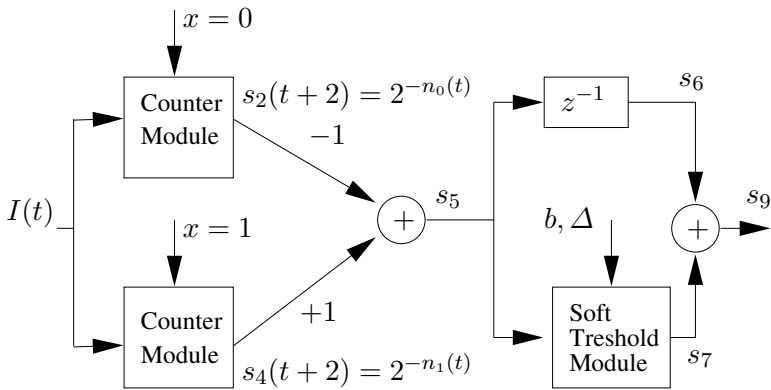 x = 0
Counter
Module
s₂(t + 2) = 2^{-n₀(t)}
−1
z⁻¹
s₆
I(t)
+
s₅
b, Δ
+
s₉
x = 1
Counter
Module
+1
s₄(t + 2) = 2^{-n₁(t)}
Soft
Treshold
Module
s₇